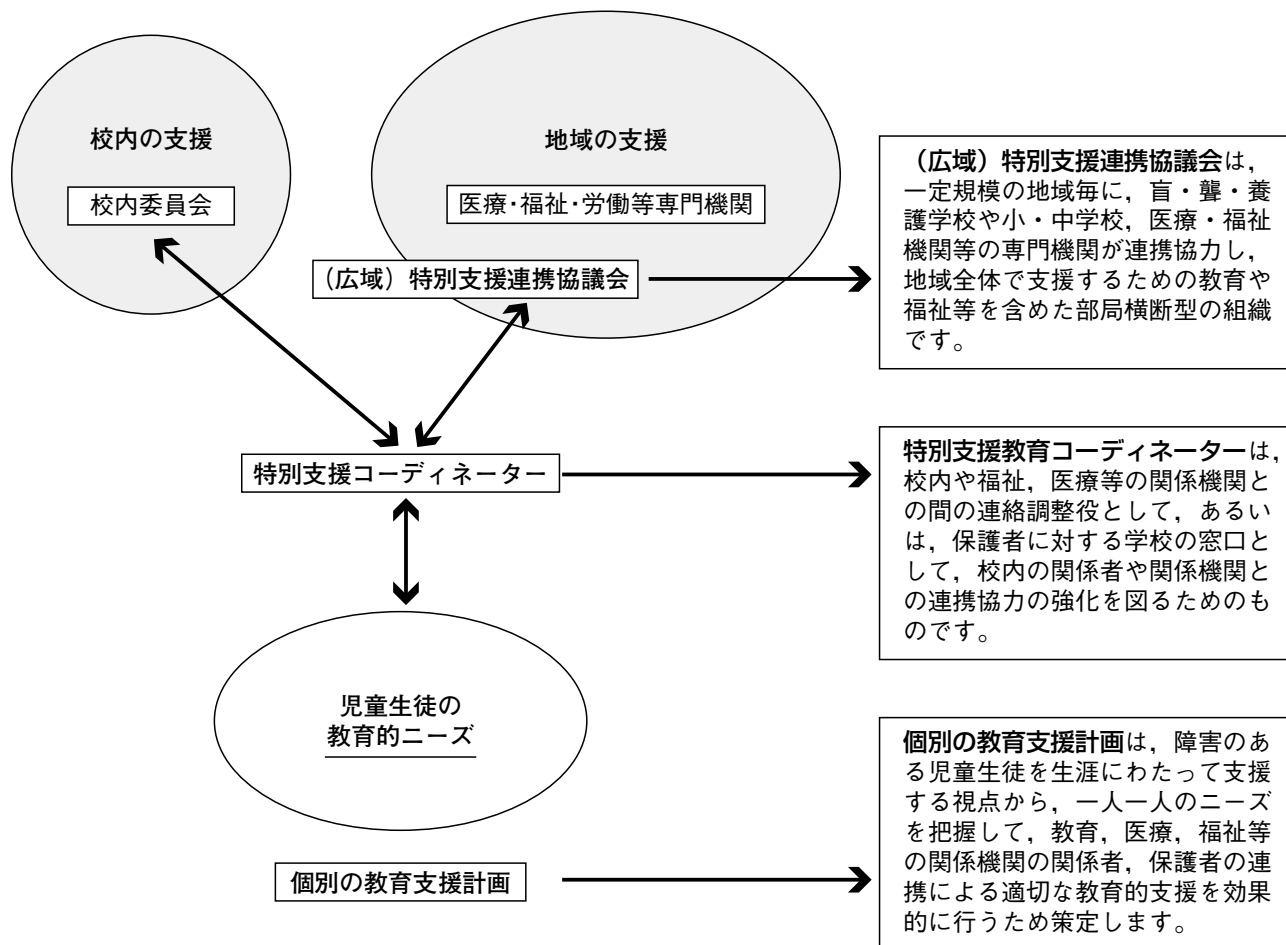 校内の支援
校内委員会
地域の支援
医療・福祉・労働等専門機関
（広域）特別支援連携協議会
特別支援コーディネーター
児童生徒の
教育的ニーズ
個別の教育支援計画
（広域）特別支援連携協議会は，
一定規模の地域毎に，盲・聾・養
護学校や小・中学校，医療・福祉
機関等の専門機関が連携協力し，
地域全体で支援するための教育や
福祉等を含めた部局横断型の組織
です。
特別支援教育コーディネーターは，
校内や福祉，医療等の関係機関と
の間の連絡調整役として，あるい
は，保護者に対する学校の窓口と
して，校内の関係者や関係機関と
の連携協力の強化を図るためのも
のです。
個別の教育支援計画は，障害のあ
る児童生徒を生涯にわたって支援
する視点から，一人一人のニーズ
を把握して，教育，医療，福祉等
の関係機関の関係者，保護者の連
携による適切な教育的支援を効果
的に行うため策定します。